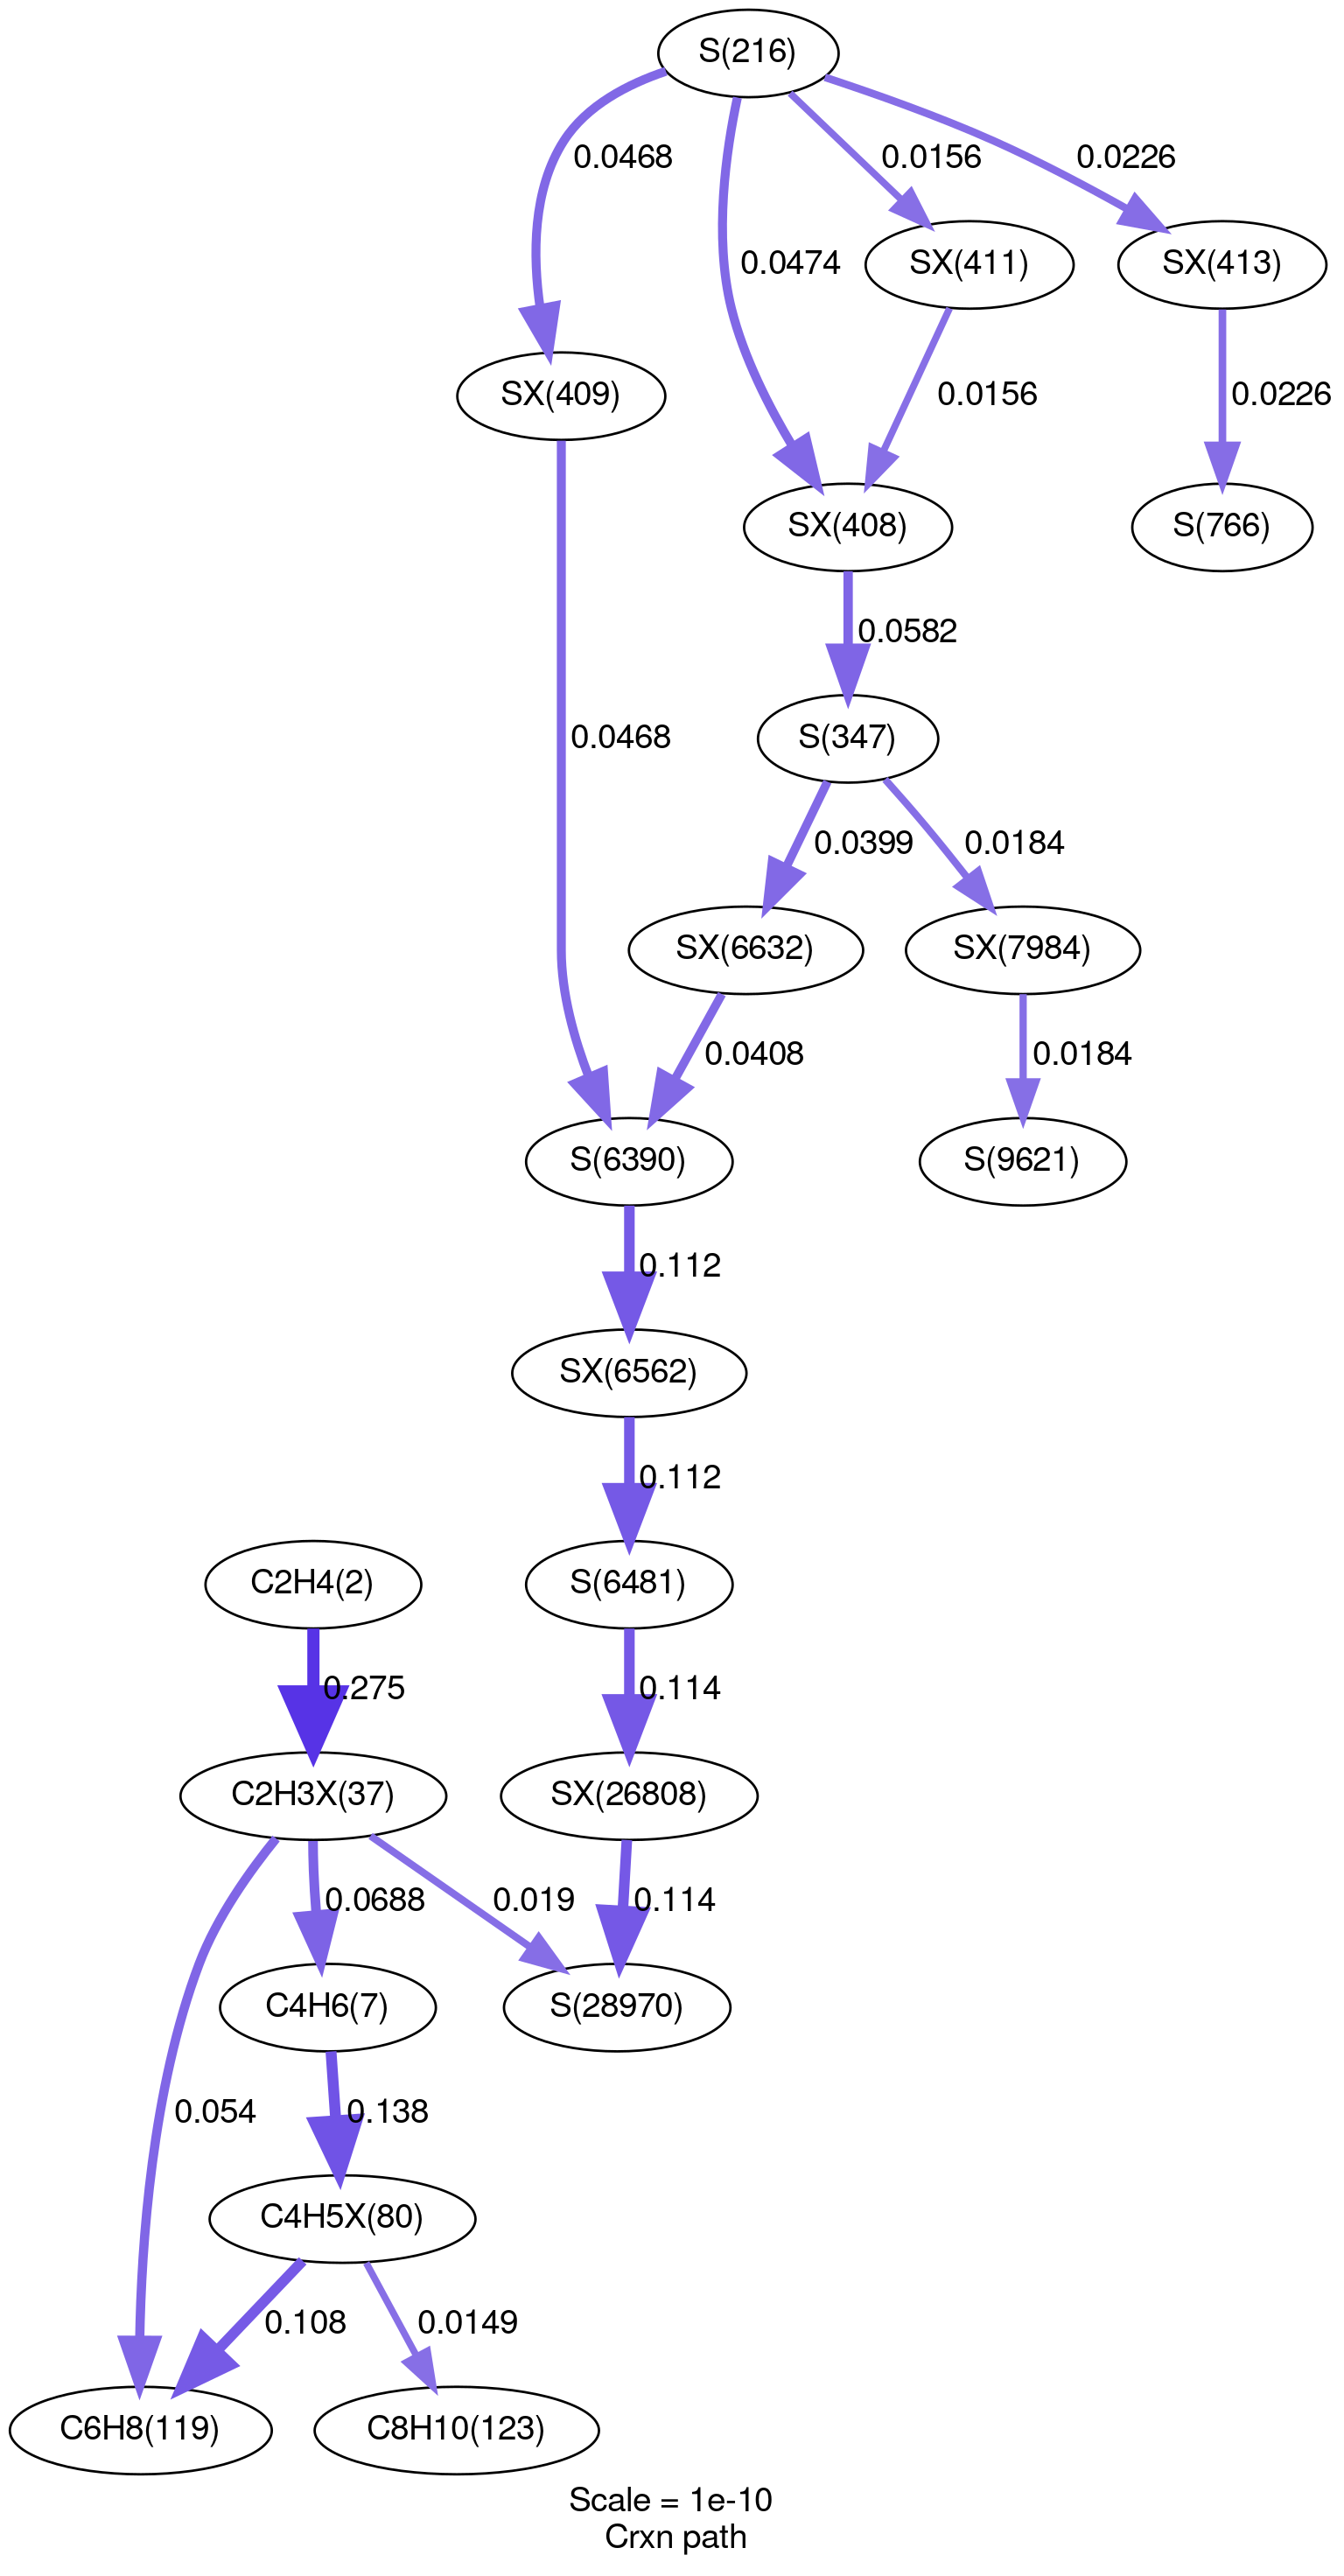 S(216)
0.0468
0.0156
0.0226
0.0474
SX(411)
SX(413)
SX(409)
0.0156
0.0226
SX(408)
S(766)
0.0582
0.0468
S(347)
0.0399
0.0184
SX(6632)
SX(7984)
0.0408
0.0184
S(6390)
S(9621)
0.112
SX(6562)
0.112
C2H4(2)
S(6481)
0.275
0.114
C2H3X(37)
SX(26808)
0.0688
0.019
0.114
C4H6(7)
S(28970)
0.054
0.138
C4H5X(80)
0.108
0.0149
C6H8(119)
C8H10(123)
Scale = 1e-10
Crxn path